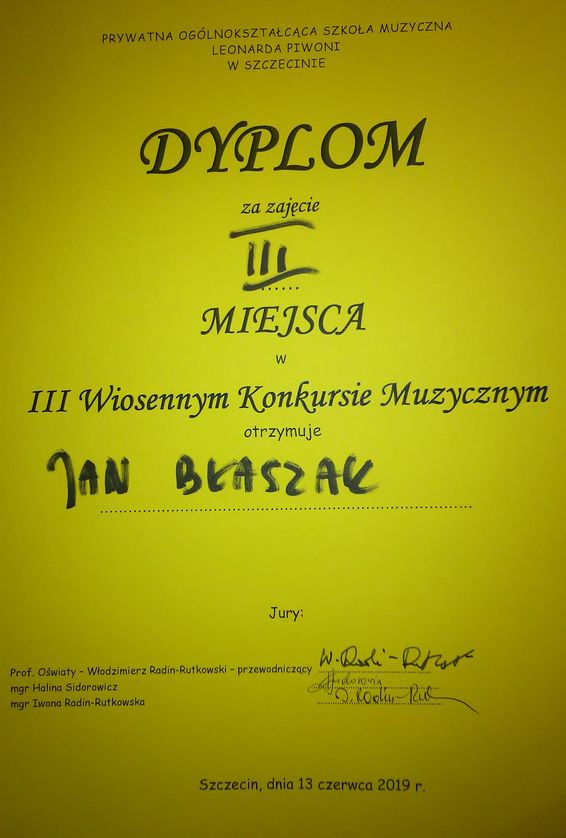 PRYWATNA OGÓLNOKSZTAŁCĄCA SZKOŁA MUZYCZNA
LEONARDA PIWONI
W SZCZECINIE
DYPLOM
za zajęcie
III
MIEJSCA
w
III Wiosennym Konkursie Muzycznym
otrzymuje
JAN BŁASZAK
Jury:
Prof. Oświaty – Włodzimierz Radin-Rutkowski – przewodniczący
mgr Halina Sidorowicz
mgr Iwona Radin-Rutkowska
Szczecin, dnia 13 czerwca 2019 r.